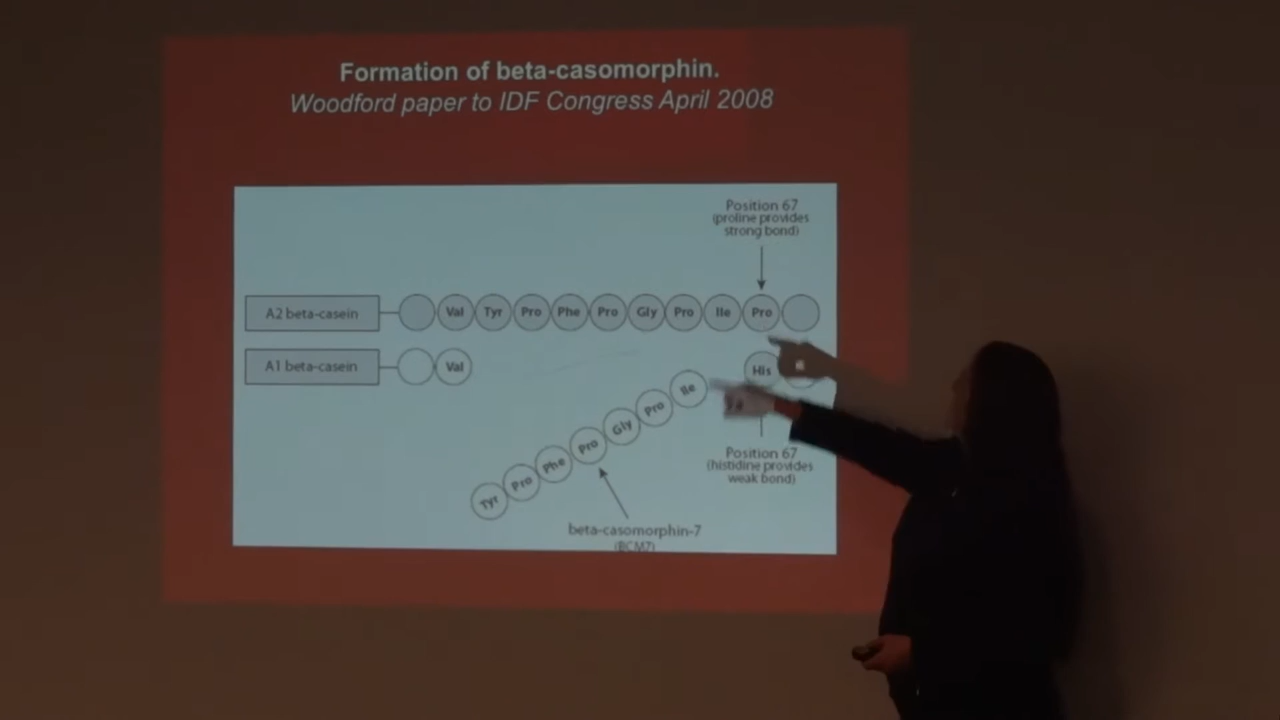 Formation of beta-casomorphin.
Woodford paper to IDF Congress April 2008
Position 67
(proline provides
strong bond)
A2 beta-casein Val Tyr Pro Phe Pro Gly Pro Ile Pro
A1 beta-casein Val
His
Tyr Pro Phe Pro Gly Pro Ile
Position 67
(histidine provides
weak bond)
beta-casomorphin-7
(BCM7)